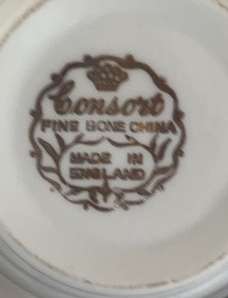 Consort
FINE BONE CHINA
MADE IN
ENGLAND